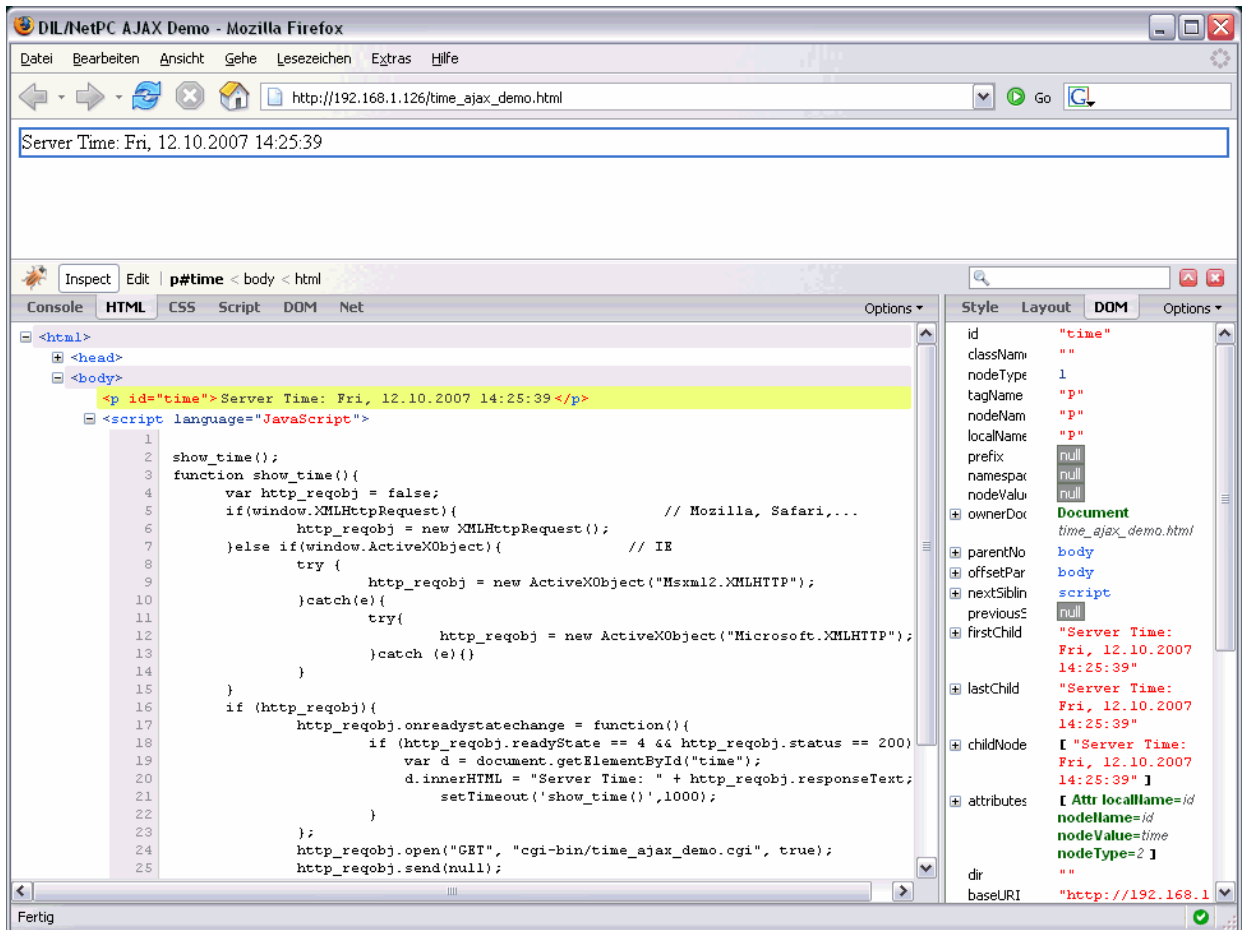 DIL/NetPC AJAX Demo - Mozilla Firefox
Datei Bearbeiten Ansicht Gehe Lesezeichen Extras Hilfe
http://192.168.1.126/time_ajax_demo.html Go G
Server Time: Fri, 12.10.2007 14:25:39
Inspect Edit | p#time < body < html
Console HTML CSS Script DOM Net Options
<html>
<head>
<body>
<p id="time">Server Time: Fri, 12.10.2007 14:25:39</p>
<script language="JavaScript">
1
2 show_time();
3 function show_time(){
4 var http_reqobj = false;
5 if(window.XMLHttpRequest){ // Mozilla, Safari,...
6 http_reqobj = new XMLHttpRequest();
7 }else if(window.ActiveXObject){ // IE
8 try {
9 http_reqobj = new ActiveXObject("Msxml2.XMLHTTP");
10 }catch(e){
11 try{
12 http_reqobj = new ActiveXObject("Microsoft.XMLHTTP");
13 }catch (e){}
14 }
15 }
16 if (http_reqobj){
17 http_reqobj.onreadystatechange = function(){
18 if (http_reqobj.readyState == 4 && http_reqobj.status == 200)
19 var d = document.getElementById("time");
20 d.innerHTML = "Server Time: " + http_reqobj.responseText;
21 setTimeout('show_time()',1000);
22 }
23 };
24 http_reqobj.open("GET", "cgi-bin/time_ajax_demo.cgi", true);
25 http_reqobj.send(null);
Style Layout DOM Options
id "time"
classNam ""
nodeType 1
tagName "P"
nodeNam "P"
localName "P"
prefix null
namespac null
nodeValu null
ownerDoc Document
time_ajax_demo.html
parentNo body
offsetPar body
nextSiblin script
previousS null
firstChild "Server Time:
Fri, 12.10.2007
14:25:39"
lastChild "Server Time:
Fri, 12.10.2007
14:25:39"
childNode [ "Server Time:
Fri, 12.10.2007
14:25:39" ]
attributes [ Attr localName=id
nodeName=id
nodeValue=time
nodeType=2 ]
dir ""
baseURI "http://192.168.1
Fertig